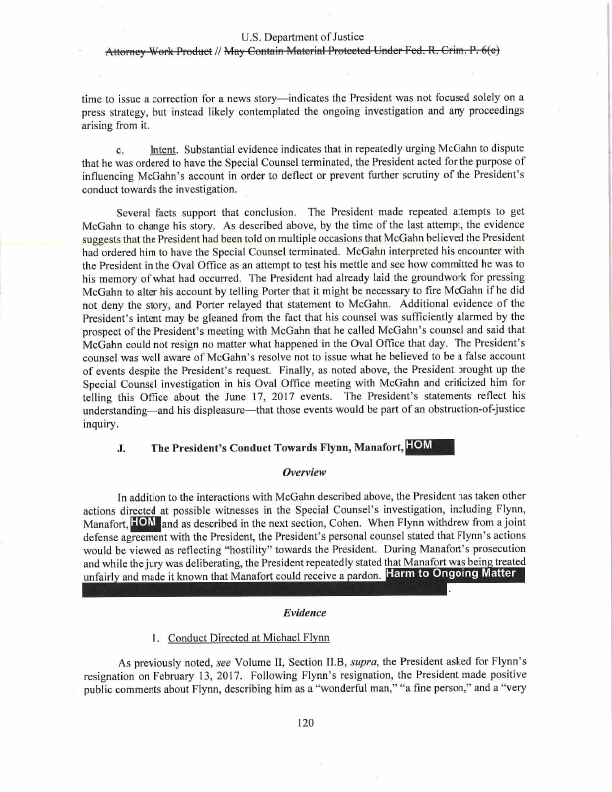 U.S. Department of Justice
Attorney Work Product // May Contain Material Protected Under Fed. R. Crim. P. 6(e)
time to issue a correction for a news story—indicates the President was not focused solely on a
press strategy, but instead likely contemplated the ongoing investigation and any proceedings
arising from it.
c. Intent. Substantial evidence indicates that in repeatedly urging McGahn to dispute
that he was ordered to have the Special Counsel terminated, the President acted for the purpose of
influencing McGahn's account in order to deflect or prevent further scrutiny of the President's
conduct towards the investigation.
Several facts support that conclusion. The President made repeated attempts to get
McGahn to change his story. As described above, by the time of the last attempt, the evidence
suggests that the President had been told on multiple occasions that McGahn believed the President
had ordered him to have the Special Counsel terminated. McGahn interpreted his encounter with
the President in the Oval Office as an attempt to test his mettle and see how committed he was to
his memory of what had occurred. The President had already laid the groundwork for pressing
McGahn to alter his account by telling Porter that it might be necessary to fire McGahn if he did
not deny the story, and Porter relayed that statement to McGahn. Additional evidence of the
President's intent may be gleaned from the fact that his counsel was sufficiently alarmed by the
prospect of the President's meeting with McGahn that he called McGahn's counsel and said that
McGahn could not resign no matter what happened in the Oval Office that day. The President's
counsel was well aware of McGahn's resolve not to issue what he believed to be a false account
of events despite the President's request. Finally, as noted above, the President brought up the
Special Counsel investigation in his Oval Office meeting with McGahn and criticized him for
telling this Office about the June 17, 2017 events. The President's statements reflect his
understanding—and his displeasure—that those events would be part of an obstruction-of-justice
inquiry.
J. The President's Conduct Towards Flynn, Manafort, HOM
Overview
In addition to the interactions with McGahn described above, the President has taken other
actions directed at possible witnesses in the Special Counsel's investigation, including Flynn,
Manafort, HOM and as described in the next section, Cohen. When Flynn withdrew from a joint
defense agreement with the President, the President's personal counsel stated that Flynn's actions
would be viewed as reflecting "hostility" towards the President. During Manafort's prosecution
and while the jury was deliberating, the President repeatedly stated that Manafort was being treated
unfairly and made it known that Manafort could receive a pardon. Harm to Ongoing Matter
.
Evidence
1. Conduct Directed at Michael Flynn
As previously noted, see Volume II, Section II.B, supra, the President asked for Flynn's
resignation on February 13, 2017. Following Flynn's resignation, the President made positive
public comments about Flynn, describing him as a "wonderful man," "a fine person," and a "very
120